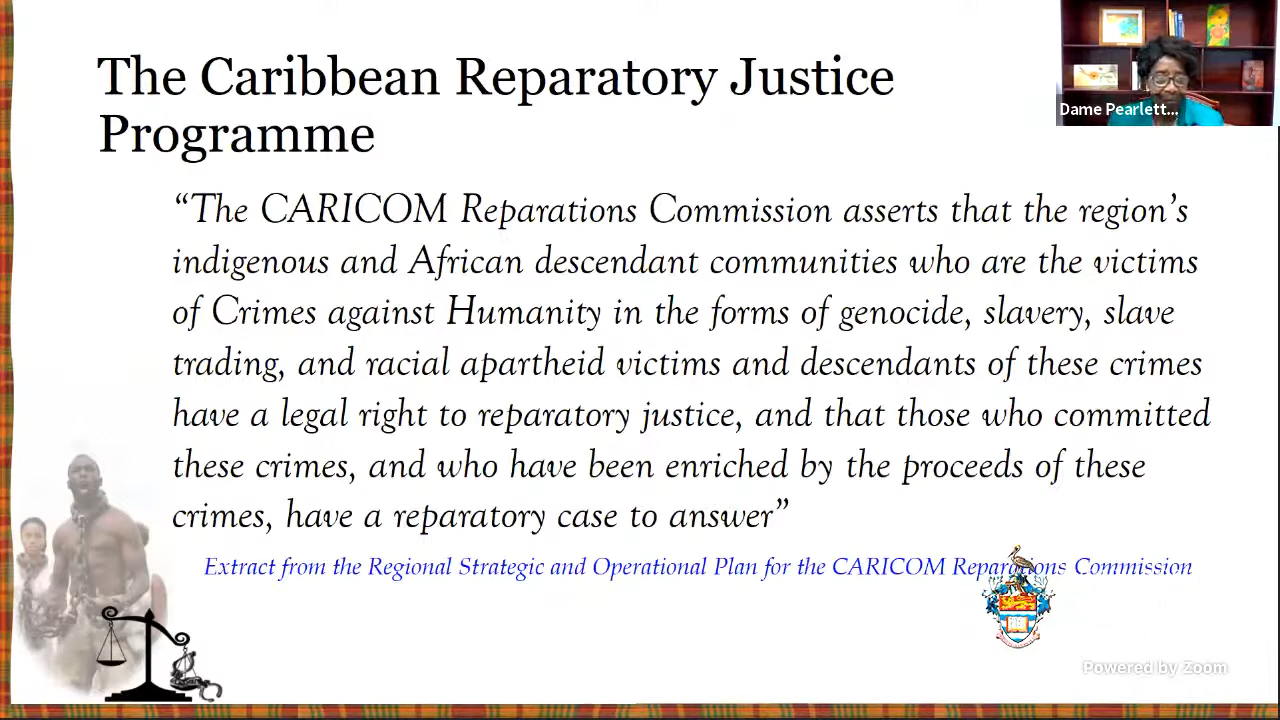 The Caribbean Reparatory Justice
Programme
Dame Pearlett...
“The CARICOM Reparations Commission asserts that the region’s
indigenous and African descendant communities who are the victims
of Crimes against Humanity in the forms of genocide, slavery, slave
trading, and racial apartheid victims and descendants of these crimes
have a legal right to reparatory justice, and that those who committed
these crimes, and who have been enriched by the proceeds of these
crimes, have a reparatory case to answer”
Extract from the Regional Strategic and Operational Plan for the CARICOM Reparations Commission
Powered by Zoom